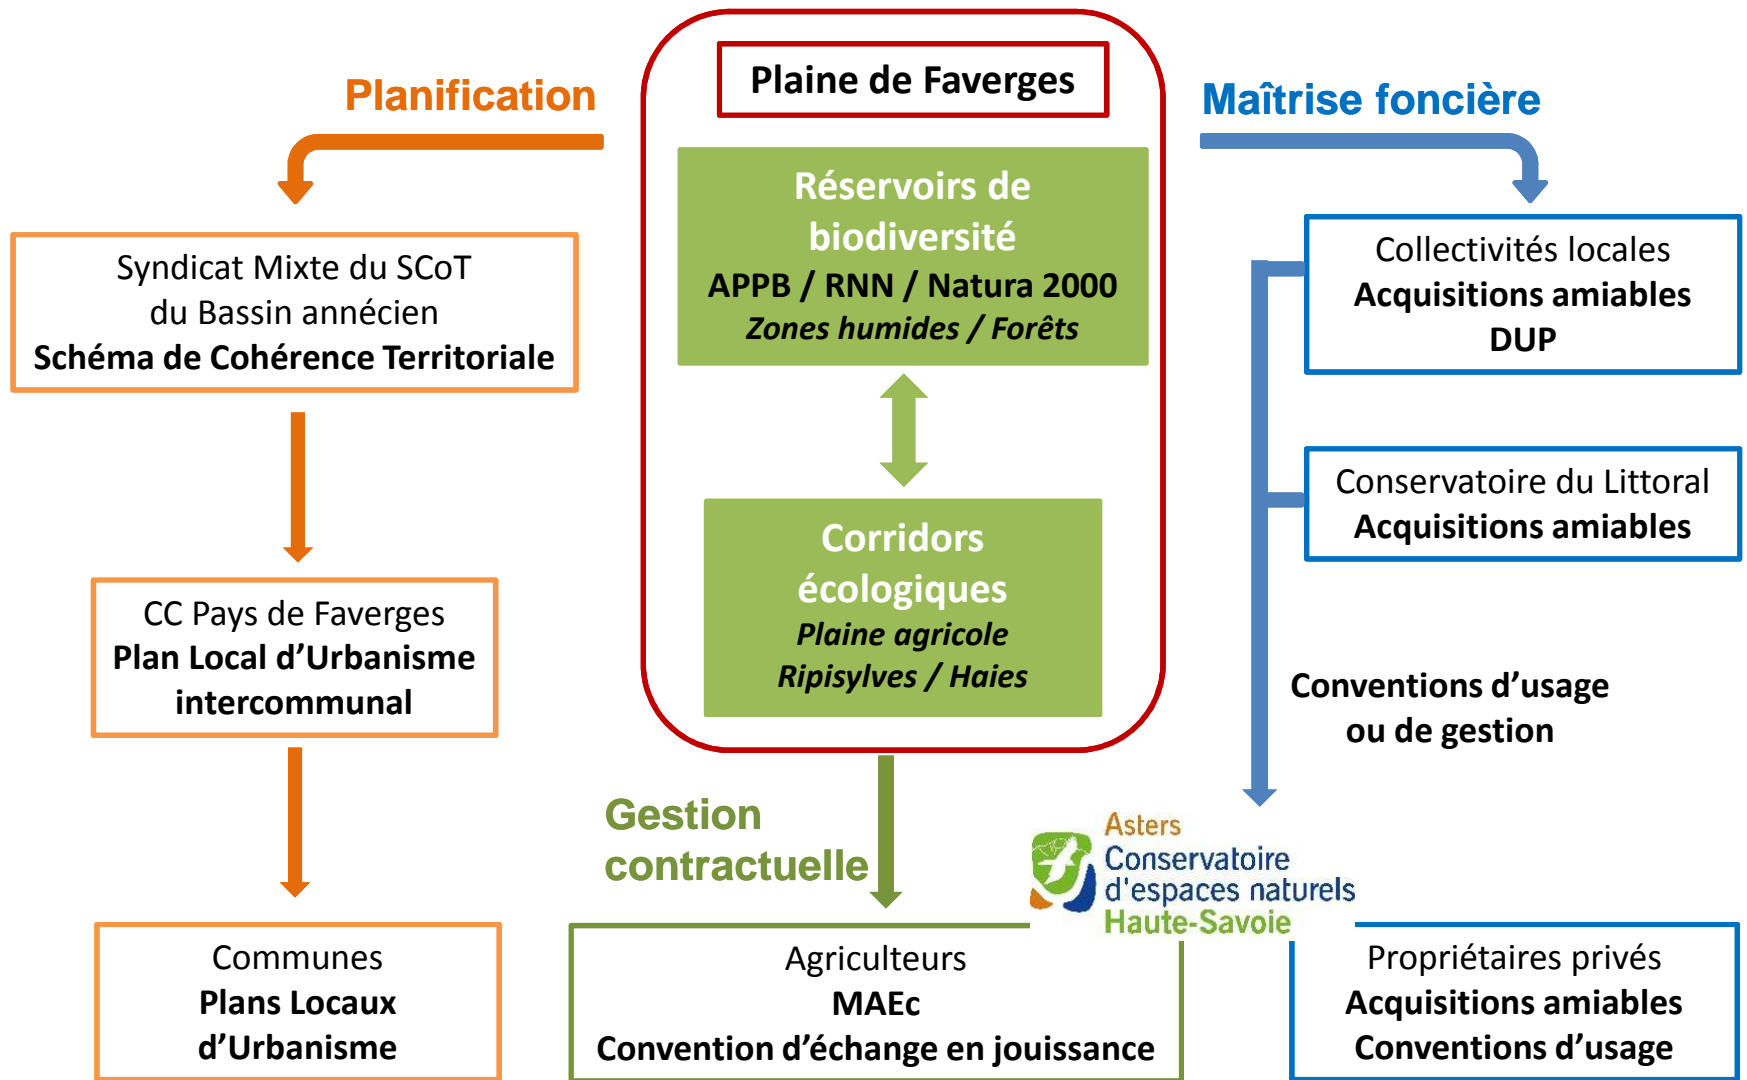 Plaine de Faverges
Planification
Maîtrise foncière
Réservoirs de
biodiversité
APPB / RNN / Natura 2000
Zones humides / Forêts
Corridors
écologiques
Plaine agricole
Ripisylves / Haies
Syndicat Mixte du SCoT
du Bassin annécien
Schéma de Cohérence Territoriale
CC Pays de Faverges
Plan Local d’Urbanisme
intercommunal
Communes
Plans Locaux
d’Urbanisme
Gestion
contractuelle
Agriculteurs
MAEc
Convention d’échange en jouissance
Collectivités locales
Acquisitions amiables
DUP
Conservatoire du Littoral
Acquisitions amiables
Conventions d’usage
ou de gestion
Asters
Conservatoire
d'espaces naturels
Haute-Savoie
Propriétaires privés
Acquisitions amiables
Conventions d’usage